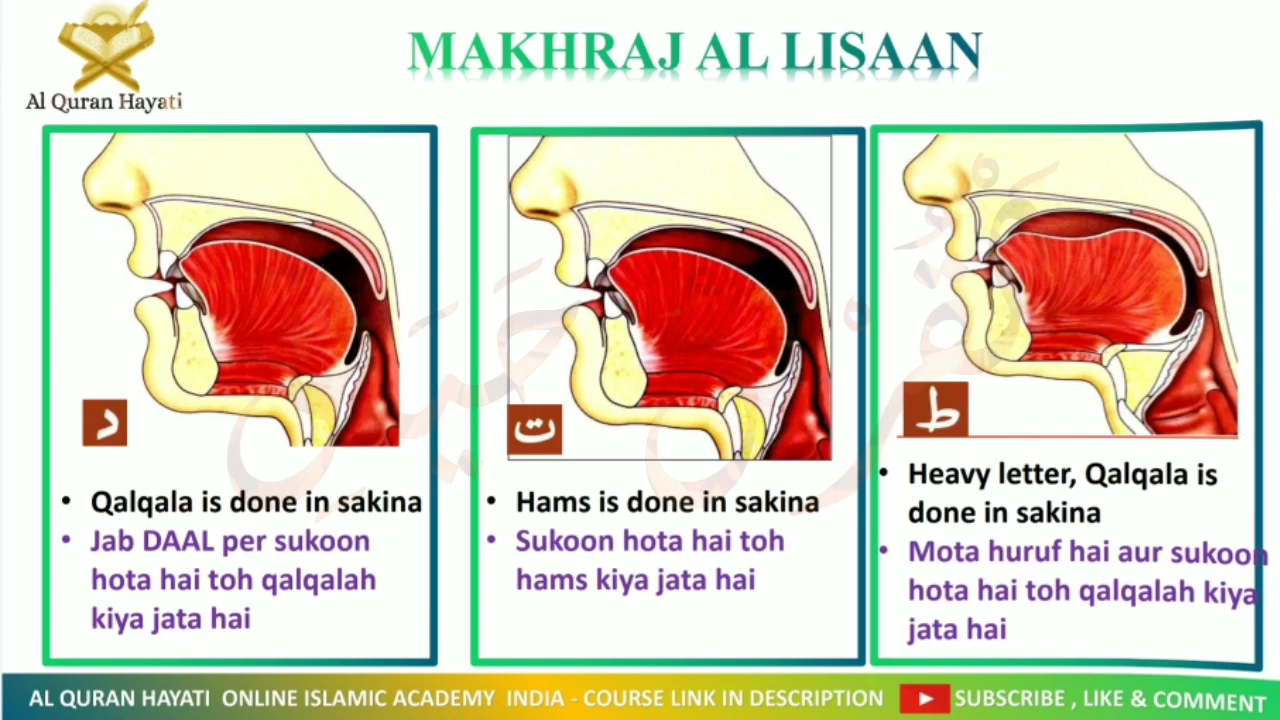 Al Quran Hayati
MAKHRAJ AL LISAAN
د
• Qalqala is done in sakina
• Jab DAAL per sukoon
hota hai toh qalqalah
kiya jata hai
ت
• Hams is done in sakina
• Sukoon hota hai toh
hams kiya jata hai
ط
• Heavy letter, Qalqala is
done in sakina
• Mota huruf hai aur sukoon
hota hai toh qalqalah kiya
jata hai
AL QURAN HAYATI ONLINE ISLAMIC ACADEMY INDIA - COURSE LINK IN DESCRIPTION SUBSCRIBE , LIKE & COMMENT